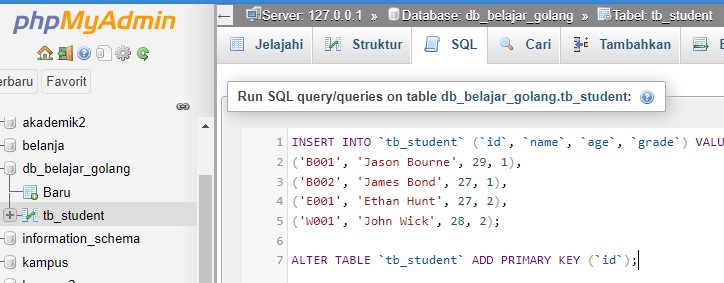 phpMyAdmin
Server: 127.0.0.1 » Database: db_belajar_golang » Tabel: tb_student
Jelajahi Struktur SQL Cari Tambahkan
erbaru Favorit
Run SQL query/queries on table db_belajar_golang.tb_student:
akademik2
belanja
db_belajar_golang
Baru
tb_student
information_schema
kampus
1 INSERT INTO `tb_student` (`id`, `name`, `age`, `grade`) VALU
2 ('B001', 'Jason Bourne', 29, 1),
3 ('B002', 'James Bond', 27, 1),
4 ('E001', 'Ethan Hunt', 27, 2),
5 ('W001', 'John Wick', 28, 2);
6
7 ALTER TABLE `tb_student` ADD PRIMARY KEY (`id`);